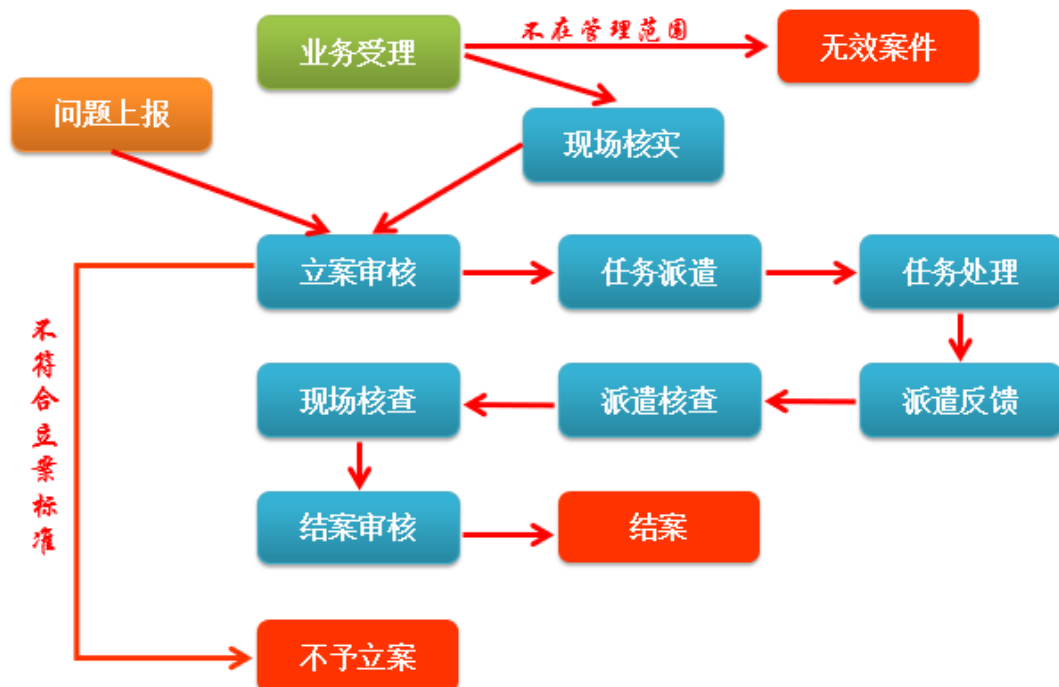 不在管理范围
业务受理
无效案件
问题上报
现场核实
立案审核
任务派遣
任务处理
不符合立案标准
现场核查
派遣核查
派遣反馈
结案审核
结案
不予立案